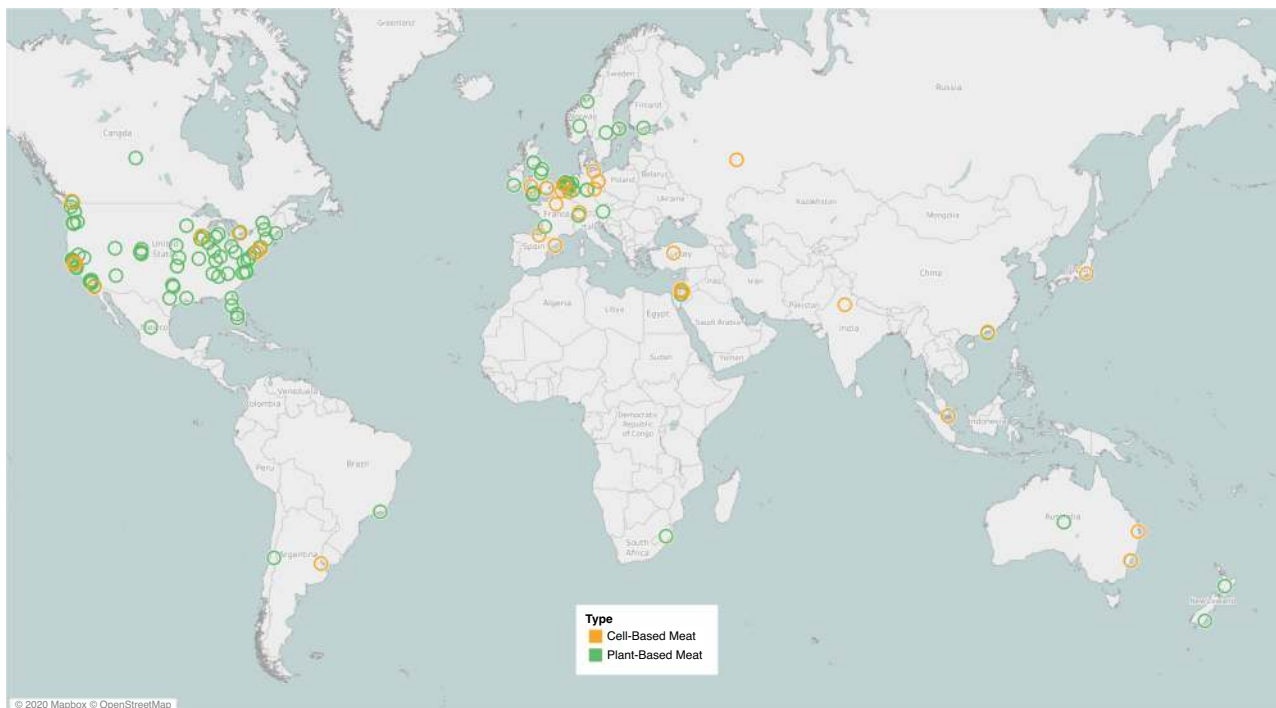 Greenland
Sweden
Russia
Finland
Canada
Norway
Poland
Belarus
Ukraine
Kazakhstan
Mongolia
France
Italy
Spain
Turkey
United
States
China
Iraq
Iran
Algeria
Libya
Egypt
Pakistan
Saudi Arabia
India
Mexico
Sudan
Yemen
Venezuela
Colombia
Democratic
Republic
of Congo
Indonesia
Peru
Brazil
Australia
South
Africa
Argentina
New Zealand
Type
Cell-Based Meat
Plant-Based Meat
© 2020 Mapbox © OpenStreetMap